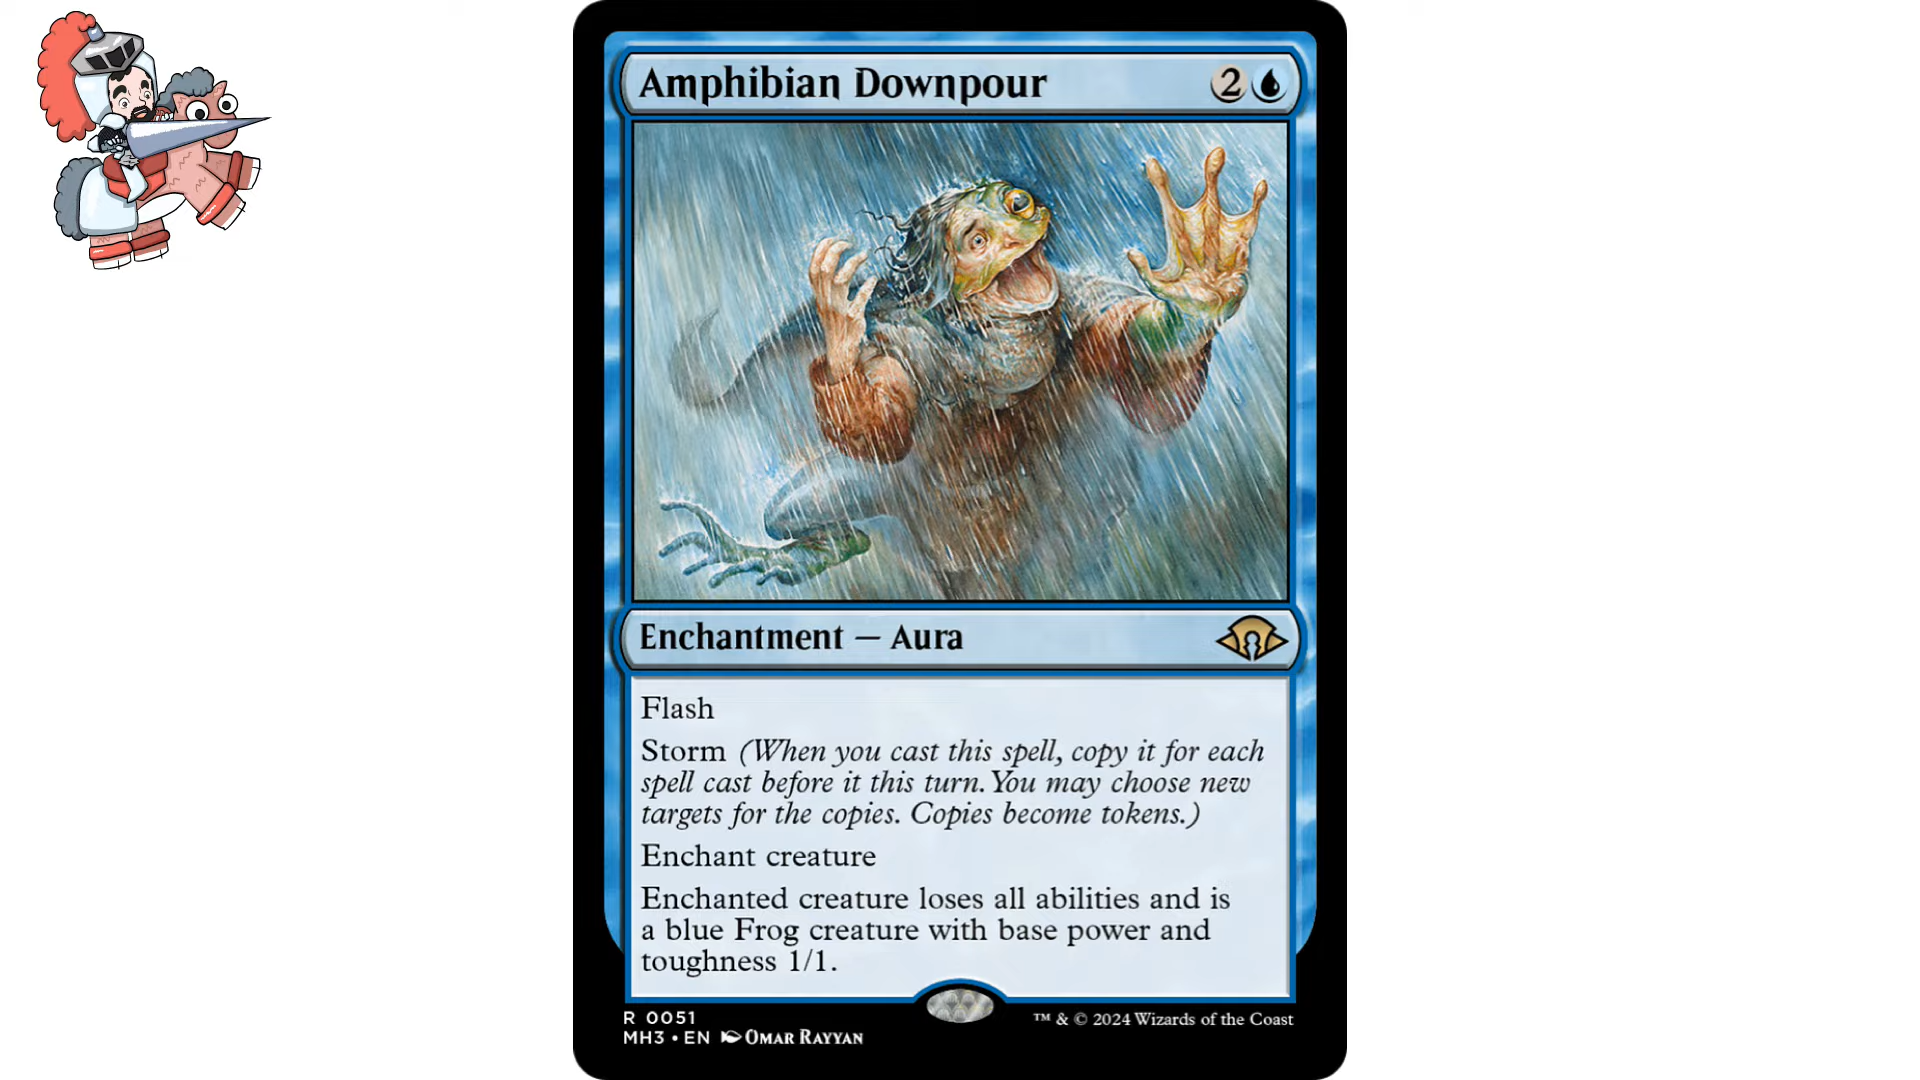 Amphibian Downpour 2
Enchantment — Aura
Flash
Storm (When you cast this spell, copy it for each
spell cast before it this turn. You may choose new
targets for the copies. Copies become tokens.)
Enchant creature
Enchanted creature loses all abilities and is
a blue Frog creature with base power and
toughness 1/1.
R 0051
MH3 • EN Omar Rayyan
™ & © 2024 Wizards of the Coast